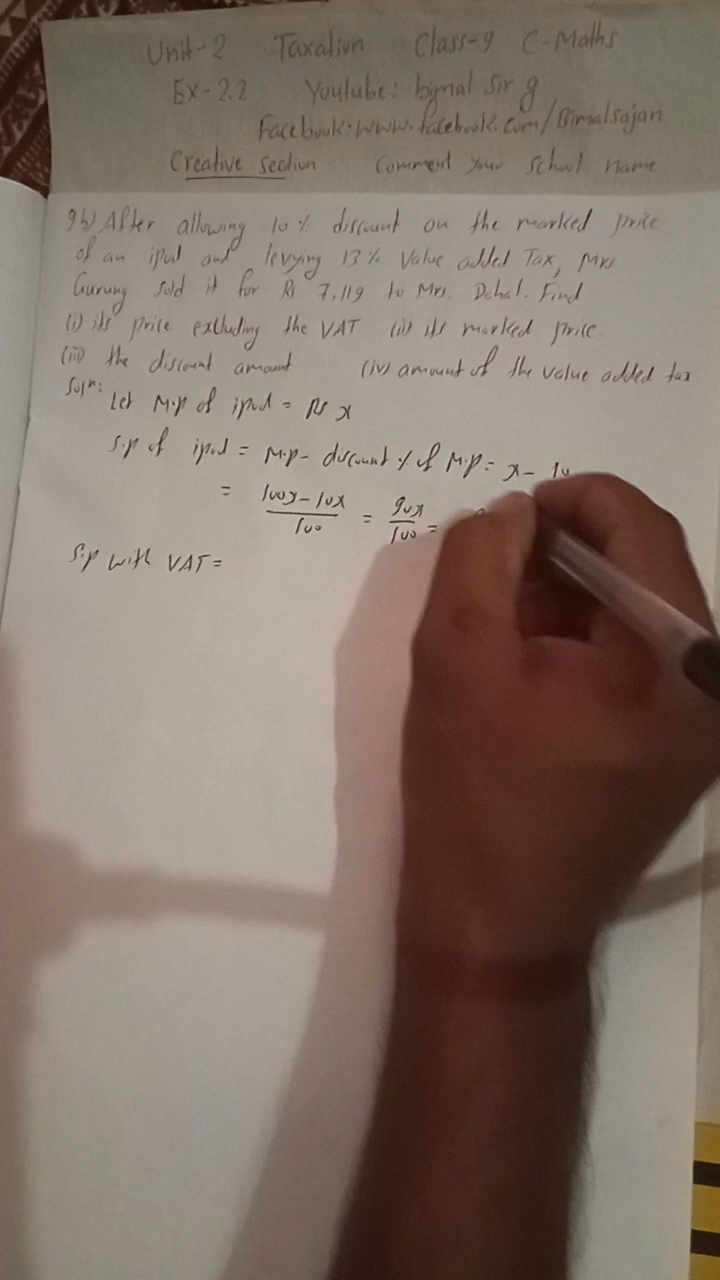 Unit-2 Taxation Class-9 C-Maths
Ex-2.2 Youtube: bimal sir g
Facebook: www.facebook.com/Bimalsajan
Creative section Comment your school name
9b) After allowing 10% discount on the marked price
of an ipod and levying 13% Value added Tax, Mrs
Gurung sold it for Rs 7,119 to Mrs. Dahal. Find
(i) its price excluding the VAT (ii) its marked price.
(iii) the discount amount (iv) amount of the value added tax
Soln:
Let M.p of ipod = Rs x
S.p of ipod = M.p - discount % of M.p = x - 10
= 100x-10x/100 = 90x/100 =
S.p with VAT =